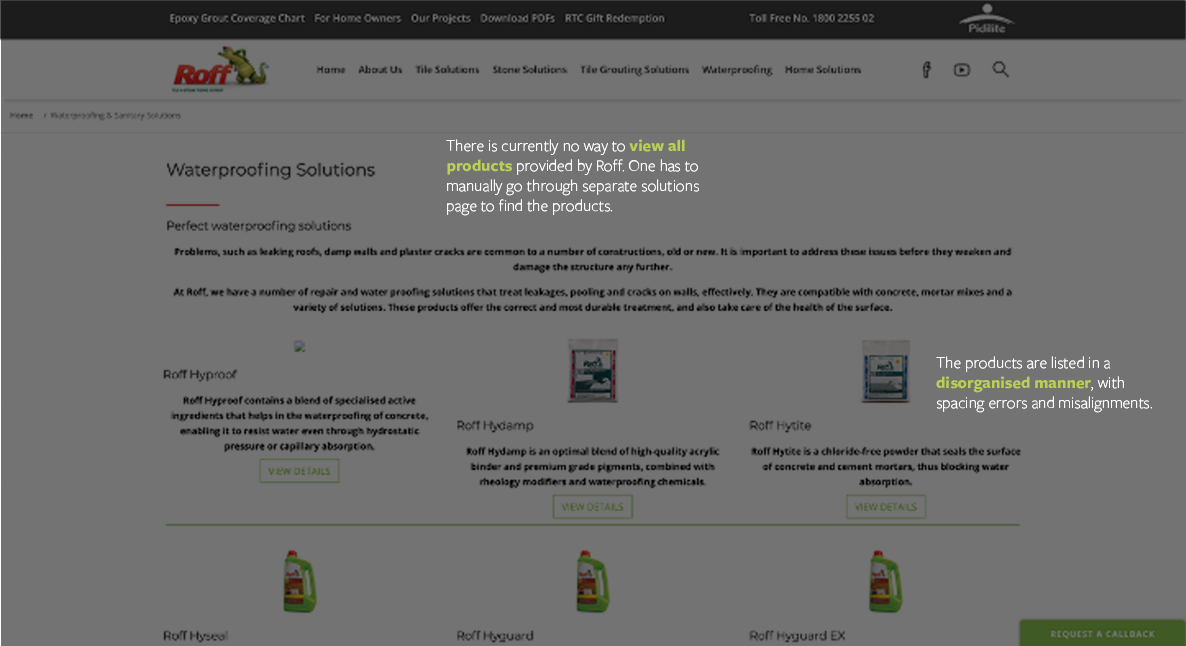 Epoxy Grout Coverage Chart For Home Owners Our Projects Download PDFs RTC Gift Redemption Toll Free No. 1800 2255 02
Pidilite
Roff
Home About Us Tile Solutions Stone Solutions Tile Grouting Solutions Waterproofing Home Solutions
Home / Waterproofing & Sanitary Solutions
There is currently no way to view all
products provided by Roff. One has to
manually go through separate solutions
page to find the products.
Waterproofing Solutions
Perfect waterproofing solutions
Problems, such as leaking roofs, damp walls and plaster cracks are common to a number of constructions, old or new. It is important to address these issues before they weaken and
damage the structure any further.
At Roff, we have a number of repair and water proofing solutions that treat leakages, pooling and cracks on walls, effectively. They are compatible with concrete, mortar mixes and a
variety of solutions. These products offer the correct and most durable treatment, and also take care of the health of the surface.
The products are listed in a
disorganised manner, with
spacing errors and misalignments.
Roff Hyproof
Roff Hyproof contains a blend of specialised active
ingredients that helps in the waterproofing of concrete,
enabling it to resist water even through hydrostatic
pressure or capillary absorption.
VIEW DETAILS
Roff Hydamp
Roff Hydamp is an optimal blend of high-quality acrylic
binder and premium grade pigments, combined with
rheology modifiers and waterproofing chemicals.
VIEW DETAILS
Roff Hytite
Roff Hytite is a chloride-free powder that seals the surface
of concrete and cement mortars, thus blocking water
absorption.
VIEW DETAILS
Roff Hyseal
Roff Hyguard
Roff Hyguard EX
REQUEST A CALLBACK